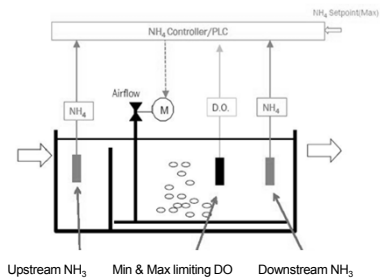 NH₄ Setpoint(Max)
NH₄ Controller/PLC
Airflow
NH₄
M
D.O.
NH₄
Upstream NH₃ Min & Max limiting DO Downstream NH₃